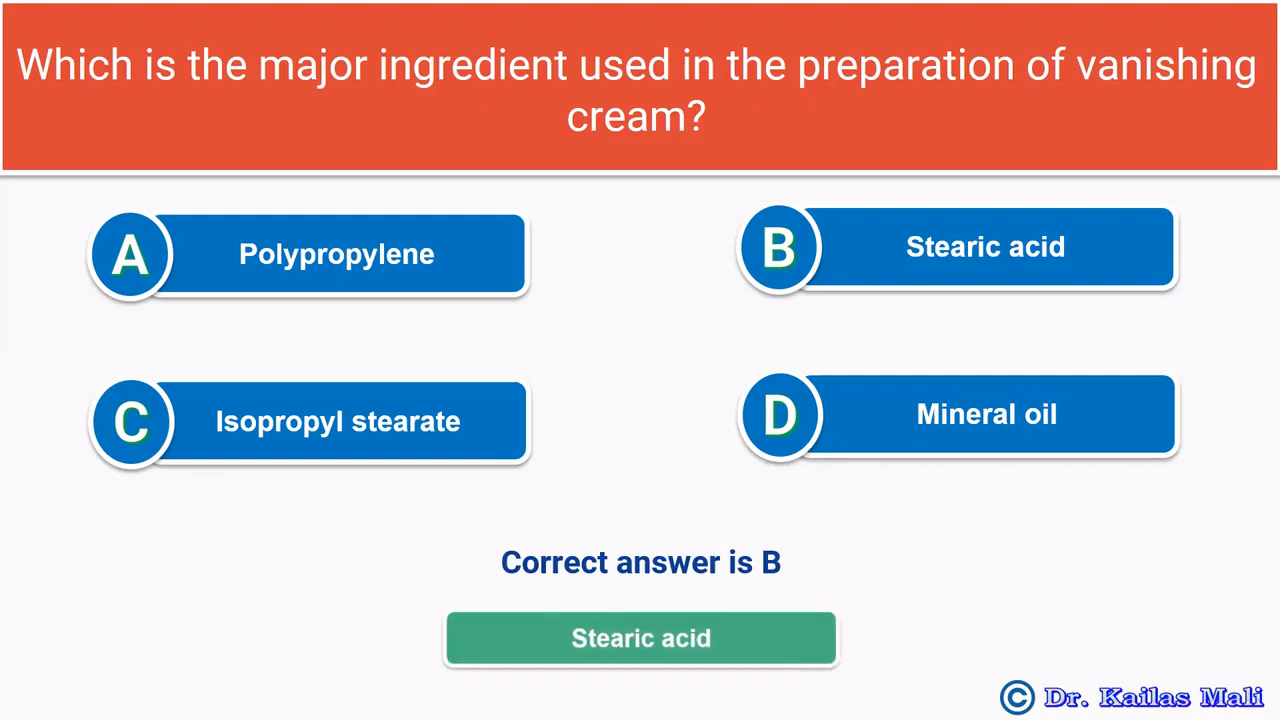 Which is the major ingredient used in the preparation of vanishing
cream?
A Polypropylene
B Stearic acid
C Isopropyl stearate
D Mineral oil
Correct answer is B
Stearic acid
© Dr. Kailas Mali